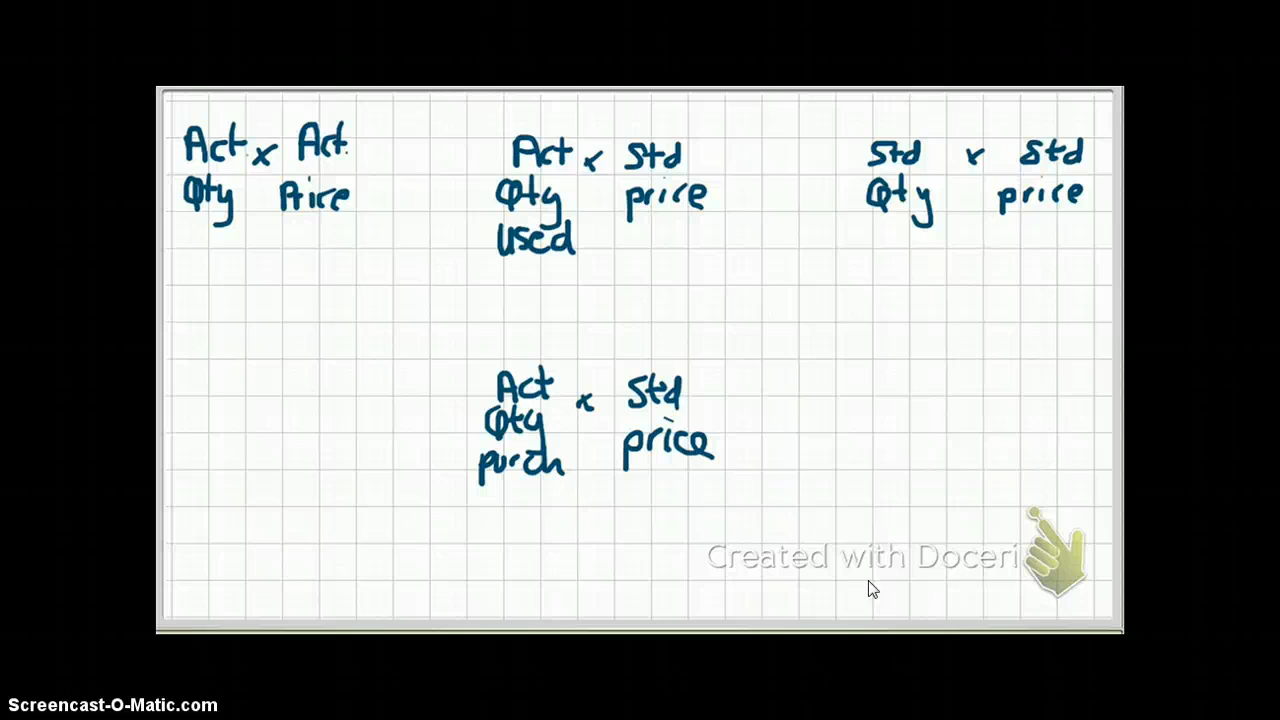 Act x Act
Qty Price
Act x Std
Qty price
used
Std x Std
Qty price
Act x Std
Qty price
purch
Created with Doceri
Screencast-O-Matic.com